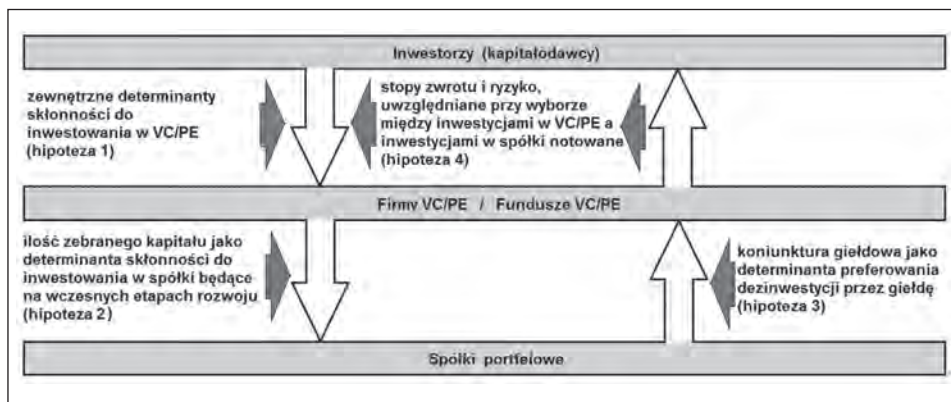 Inwestorzy (kapitałodawcy)
zewnętrzne determinanty
skłonności do
inwestowania w VC/PE
(hipoteza 1)
stopy zwrotu i ryzyko,
uwzględniane przy wyborze
między inwestycjami w VC/PE a
inwestycjami w spółki notowane
(hipoteza 4)
Firmy VC/PE / Fundusze VC/PE
ilość zebranego kapitału jako
determinanta skłonności do
inwestowania w spółki będące
na wczesnych etapach rozwoju
(hipoteza 2)
koniunktura giełdowa jako
determinanta preferowania
dezinwestycji przez giełdę
(hipoteza 3)
Spółki portfelowe